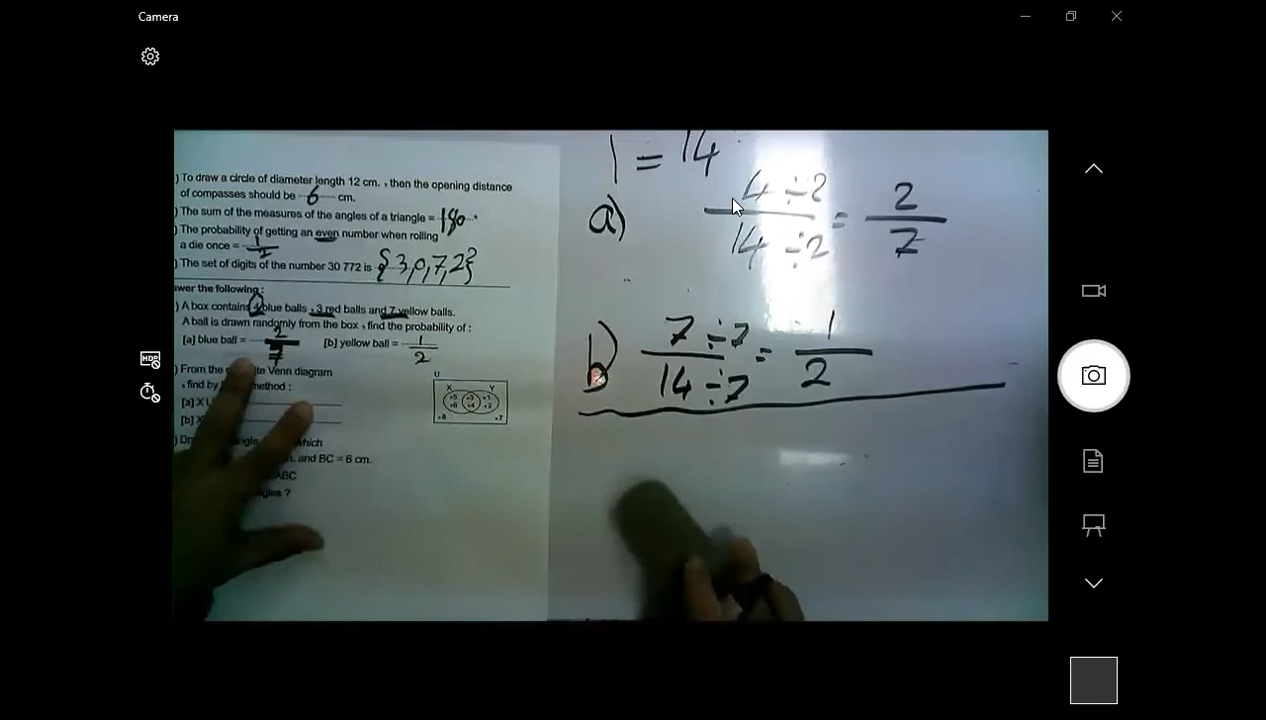 Camera
) To draw a circle of diameter length 12 cm. , then the opening distance
of compasses should be 6 cm.
) The sum of the measures of the angles of a triangle = 180 °
) The probability of getting an even number when rolling
a die once = 1/2
) The set of digits of the number 30 772 is {3,0,7,2}
swer the following :
) A box contains 4 blue balls , 3 red balls and 7 yellow balls.
A ball is drawn randomly from the box , find the probability of :
[a] blue ball = 2/7 [b] yellow ball = 1/2
) From the Venn diagram
, find by method :
[a] X
[b] X
U
X Y
which
and BC = 6 cm.
ABC
1 = 14
a) 4 ÷ 2 / 14 ÷ 2 = 2/7
b) 7 ÷ 7 / 14 ÷ 7 = 1/2